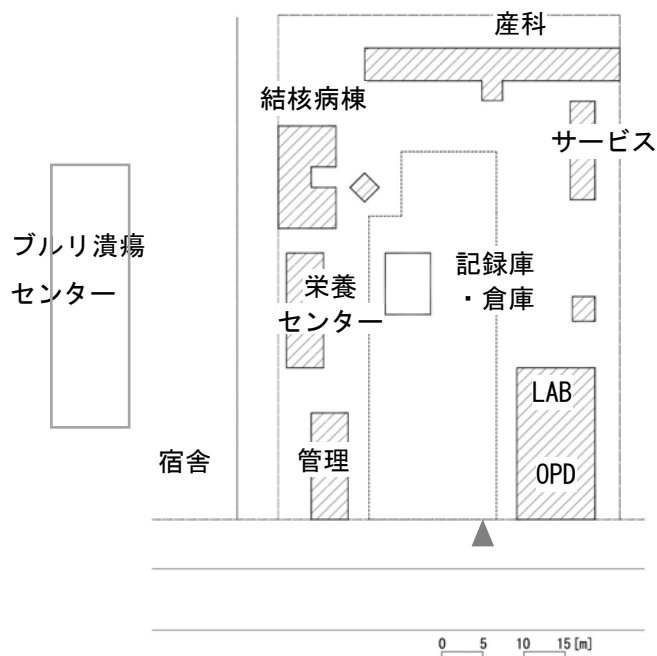 産科
結核病棟
サービス
ブルリ潰瘍
センター
記録庫
・倉庫
栄養
センター
LAB
宿舎
管理
OPD
0 5 10 15 [m]